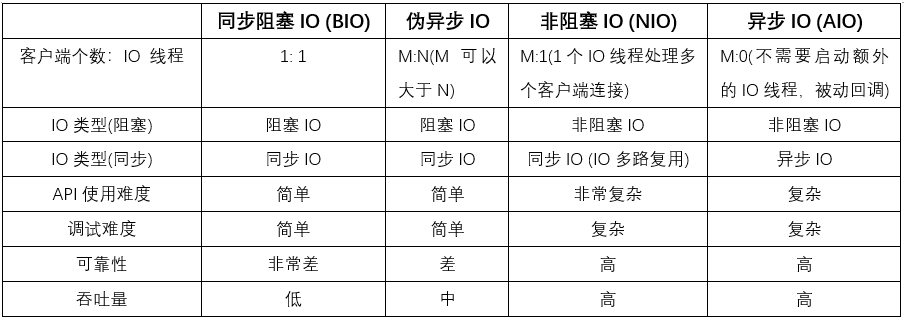 同步阻塞 IO (BIO) 伪异步 IO 非阻塞 IO (NIO) 异步 IO (AIO)
客户端个数：IO 线程 1: 1 M:N(M 可以大于 N) M:1(1 个 IO 线程处理多个客户端连接) M:0(不需要启动额外的 IO 线程，被动回调)
IO 类型(阻塞) 阻塞 IO 阻塞 IO 非阻塞 IO 非阻塞 IO
IO 类型(同步) 同步 IO 同步 IO 同步 IO (IO 多路复用) 异步 IO
API 使用难度 简单 简单 非常复杂 复杂
调试难度 简单 简单 复杂 复杂
可靠性 非常差 差 高 高
吞吐量 低 中 高 高